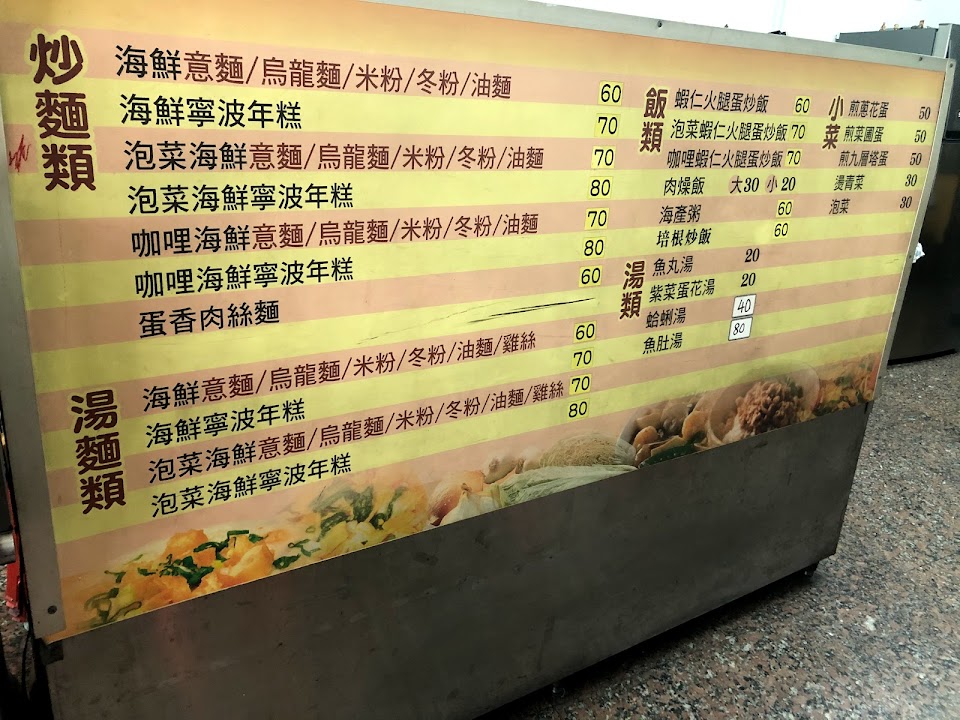 炒麵類
海鮮意麵/烏龍麵/米粉/冬粉/油麵 60
海鮮寧波年糕 70
泡菜海鮮意麵/烏龍麵/米粉/冬粉/油麵 70
泡菜海鮮寧波年糕 80
咖哩海鮮意麵/烏龍麵/米粉/冬粉/油麵 70
咖哩海鮮寧波年糕 80
蛋香肉絲麵 60
湯麵類
海鮮意麵/烏龍麵/米粉/冬粉/油麵/雞絲 60
海鮮寧波年糕 70
泡菜海鮮意麵/烏龍麵/米粉/冬粉/油麵/雞絲 70
泡菜海鮮寧波年糕 80
飯類
蝦仁火腿蛋炒飯 60
泡菜蝦仁火腿蛋炒飯 70
咖哩蝦仁火腿蛋炒飯 70
肉燥飯 大30 小20
海產粥 60
培根炒飯 60
湯類
魚丸湯 20
紫菜蛋花湯 20
蛤蜊湯 40
魚肚湯 80
小菜
煎蔥花蛋 50
煎菜圃蛋 50
煎九層塔蛋 50
燙青菜 30
泡菜 30